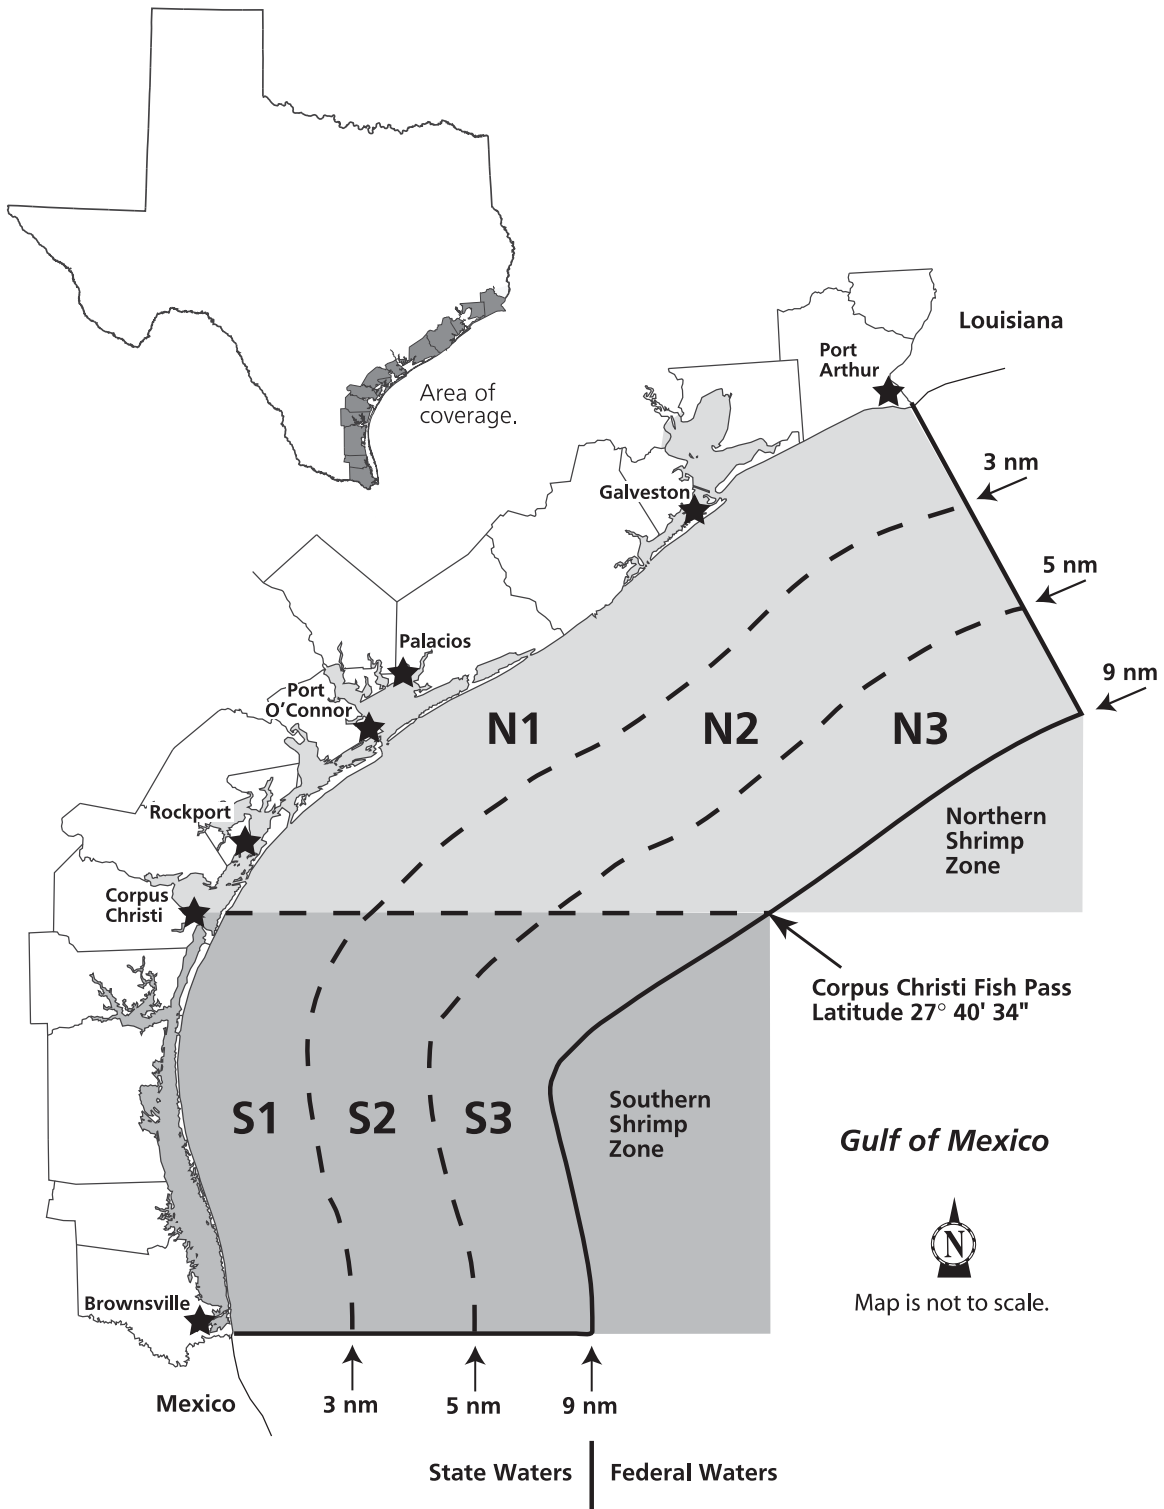 Area of
coverage.
Louisiana
Port
Arthur
3 nm
Galveston
5 nm
Palacios
9 nm
Port
O'Connor
N1
N2
N3
Rockport
Northern
Shrimp
Zone
Corpus
Christi
Corpus Christi Fish Pass
Latitude 27° 40' 34"
S1
S2
S3
Southern
Shrimp
Zone
Gulf of Mexico
N
Map is not to scale.
Brownsville
Mexico
3 nm
5 nm
9 nm
State Waters
Federal Waters